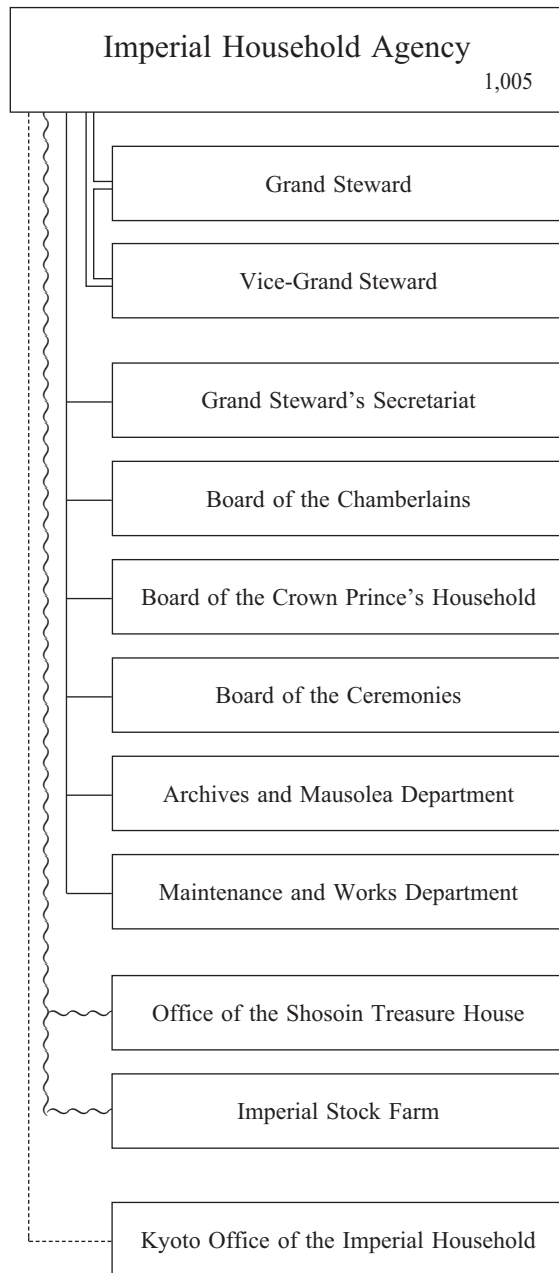 Imperial Household Agency
1,005
Grand Steward
Vice-Grand Steward
Grand Steward’s Secretariat
Board of the Chamberlains
Board of the Crown Prince’s Household
Board of the Ceremonies
Archives and Mausolea Department
Maintenance and Works Department
Office of the Shosoin Treasure House
Imperial Stock Farm
Kyoto Office of the Imperial Household